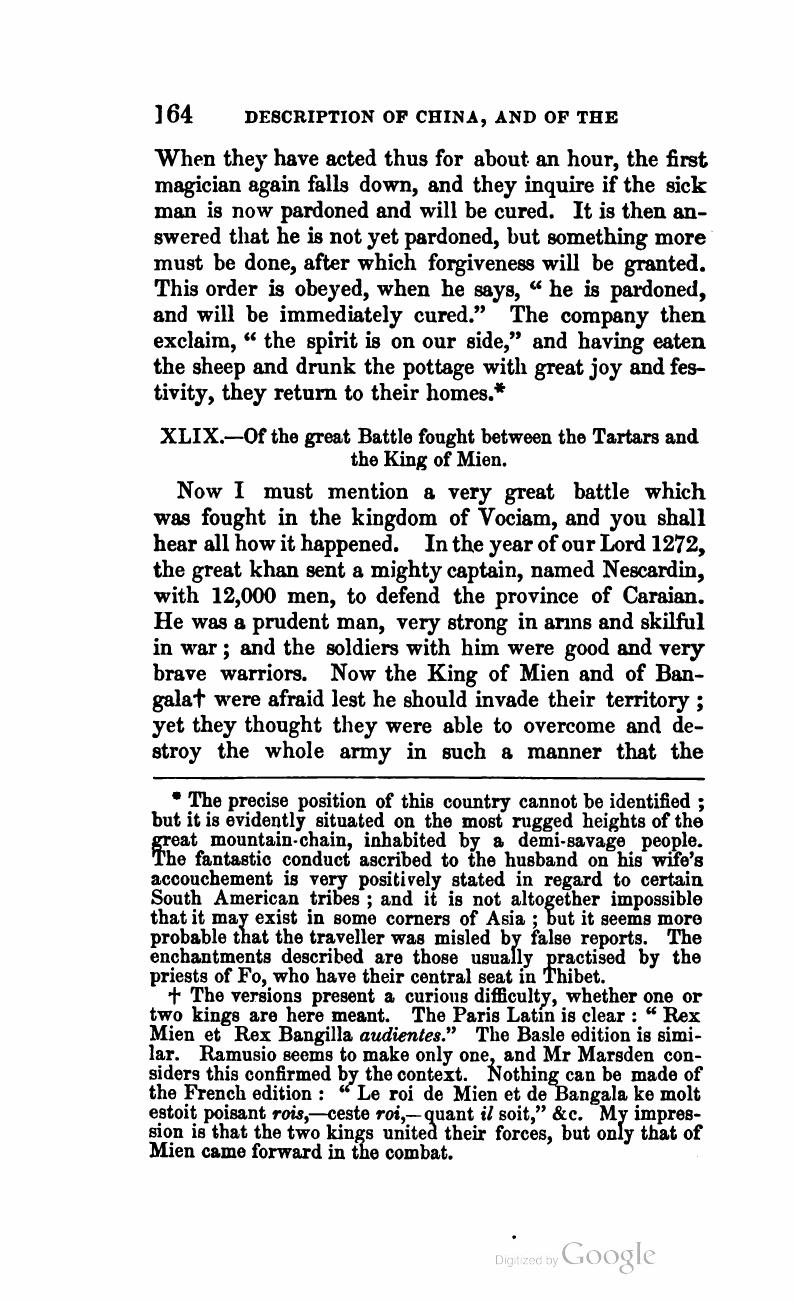 164 DESCRIPTION OF CHINA, AND OF THE
When they have acted thus for about an hour, the first
magician again falls down, and they inquire if the sick
man is now pardoned and will be cured. It is then an-
swered that he is not yet pardoned, but something more
must be done, after which forgiveness will be granted.
This order is obeyed, when he says, “ he is pardoned,
and will be immediately cured.” The company then
exclaim, “ the spirit is on our side,” and having eaten
the sheep and drunk the pottage with great joy and fes-
tivity, they return to their homes.*
XLIX.—Of the great Battle fought between the Tartars and
the King of Mien.
Now I must mention a very great battle which
was fought in the kingdom of Vociam, and you shall
hear all how it happened. In the year of our Lord 1272,
the great khan sent a mighty captain, named Nescardin,
with 12,000 men, to defend the province of Caraian.
He was a prudent man, very strong in arms and skilful
in war ; and the soldiers with him were good and very
brave warriors. Now the King of Mien and of Ban-
gala† were afraid lest he should invade their territory ;
yet they thought they were able to overcome and de-
stroy the whole army in such a manner that the
* The precise position of this country cannot be identified ;
but it is evidently situated on the most rugged heights of the
great mountain-chain, inhabited by a demi-savage people.
The fantastic conduct ascribed to the husband on his wife's
accouchement is very positively stated in regard to certain
South American tribes ; and it is not altogether impossible
that it may exist in some corners of Asia ; but it seems more
probable that the traveller was misled by false reports. The
enchantments described are those usually practised by the
priests of Fo, who have their central seat in Thibet.
† The versions present a curious difficulty, whether one or
two kings are here meant. The Paris Latin is clear : “ Rex
Mien et Rex Bangilla audientes.” The Basle edition is simi-
lar. Ramusio seems to make only one, and Mr Marsden con-
siders this confirmed by the context. Nothing can be made of
the French edition : “ Le roi de Mien et de Bangala ke molt
estoit poisant rois,—ceste roi,—quant il soit,” &c. My impres-
sion is that the two kings united their forces, but only that of
Mien came forward in the combat.
Digitized by Google